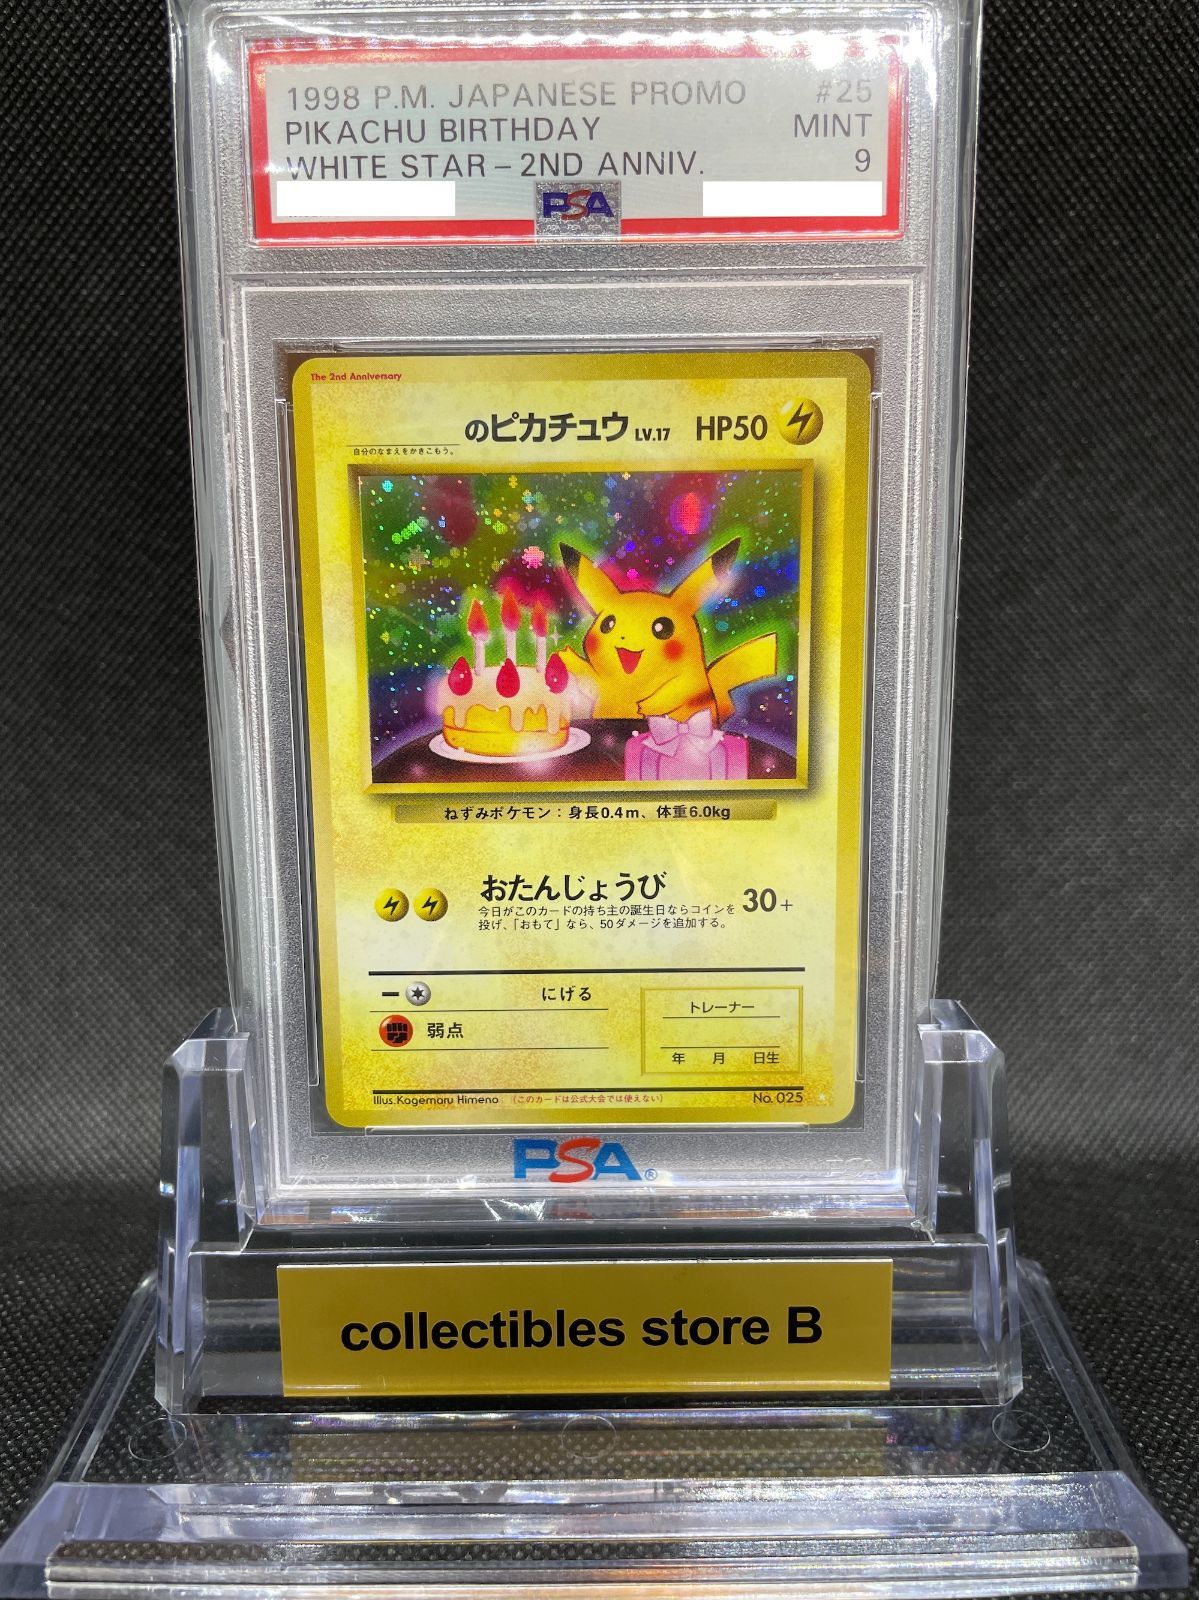 1998 P.M. JAPANESE PROMO #25
PIKACHU BIRTHDAY MINT
WHITE STAR - 2ND ANNIV. 9
PSA
The 2nd Anniversary
のピカチュウ LV.17 HP50
自分のなまえをかきこもう。
ねずみポケモン：身長0.4m、体重6.0kg
おたんじょうび 30+
今日がこのカードの持ち主の誕生日ならコインを
投げ、「おもて」なら、50ダメージを追加する。
にげる
弱点
トレーナー
年 月 日生
Illus.Kagemaru Himeno （このカードは公式大会では使えない） No. 025
PSA®
collectibles store B